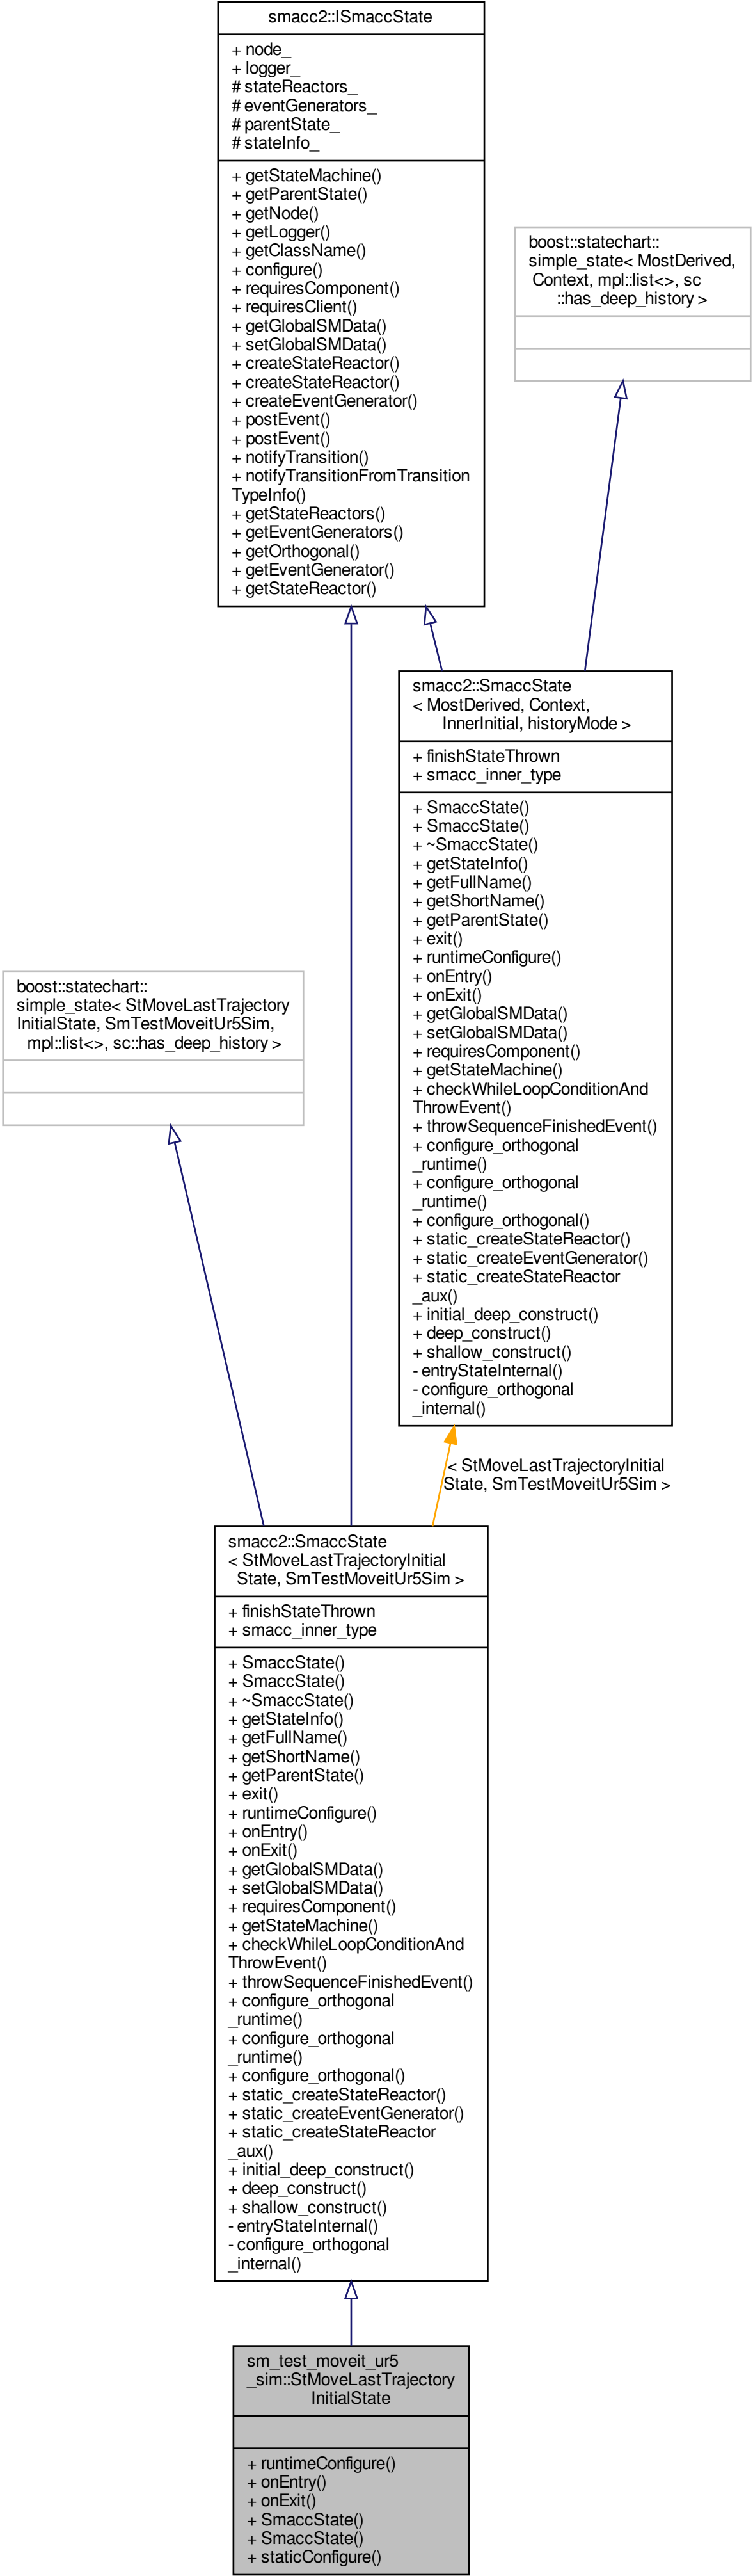 smacc2::ISmaccState
+ node_
+ logger_
# stateReactors_
# eventGenerators_
# parentState_
# stateInfo_
+ getStateMachine()
+ getParentState()
+ getNode()
+ getLogger()
+ getClassName()
+ configure()
+ requiresComponent()
+ requiresClient()
+ getGlobalSMData()
+ setGlobalSMData()
+ createStateReactor()
+ createStateReactor()
+ createEventGenerator()
+ postEvent()
+ postEvent()
+ notifyTransition()
+ notifyTransitionFromTransition
TypeInfo()
+ getStateReactors()
+ getEventGenerators()
+ getOrthogonal()
+ getEventGenerator()
+ getStateReactor()
boost::statechart::
simple_state< MostDerived,
Context, mpl::list<>, sc
::has_deep_history >
smacc2::SmaccState
< MostDerived, Context,
InnerInitial, historyMode >
+ finishStateThrown
+ smacc_inner_type
+ SmaccState()
+ SmaccState()
+ ~SmaccState()
+ getStateInfo()
+ getFullName()
+ getShortName()
+ getParentState()
+ exit()
+ runtimeConfigure()
+ onEntry()
+ onExit()
+ getGlobalSMData()
+ setGlobalSMData()
+ requiresComponent()
+ getStateMachine()
+ checkWhileLoopConditionAnd
ThrowEvent()
+ throwSequenceFinishedEvent()
+ configure_orthogonal
_runtime()
+ configure_orthogonal
_runtime()
+ configure_orthogonal()
+ static_createStateReactor()
+ static_createEventGenerator()
+ static_createStateReactor
_aux()
+ initial_deep_construct()
+ deep_construct()
+ shallow_construct()
- entryStateInternal()
- configure_orthogonal
_internal()
boost::statechart::
simple_state< StMoveLastTrajectory
InitialState, SmTestMoveitUr5Sim,
mpl::list<>, sc::has_deep_history >
< StMoveLastTrajectoryInitial
State, SmTestMoveitUr5Sim >
smacc2::SmaccState
< StMoveLastTrajectoryInitial
State, SmTestMoveitUr5Sim >
+ finishStateThrown
+ smacc_inner_type
+ SmaccState()
+ SmaccState()
+ ~SmaccState()
+ getStateInfo()
+ getFullName()
+ getShortName()
+ getParentState()
+ exit()
+ runtimeConfigure()
+ onEntry()
+ onExit()
+ getGlobalSMData()
+ setGlobalSMData()
+ requiresComponent()
+ getStateMachine()
+ checkWhileLoopConditionAnd
ThrowEvent()
+ throwSequenceFinishedEvent()
+ configure_orthogonal
_runtime()
+ configure_orthogonal
_runtime()
+ configure_orthogonal()
+ static_createStateReactor()
+ static_createEventGenerator()
+ static_createStateReactor
_aux()
+ initial_deep_construct()
+ deep_construct()
+ shallow_construct()
- entryStateInternal()
- configure_orthogonal
_internal()
sm_test_moveit_ur5
_sim::StMoveLastTrajectory
InitialState
+ runtimeConfigure()
+ onEntry()
+ onExit()
+ SmaccState()
+ SmaccState()
+ staticConfigure()